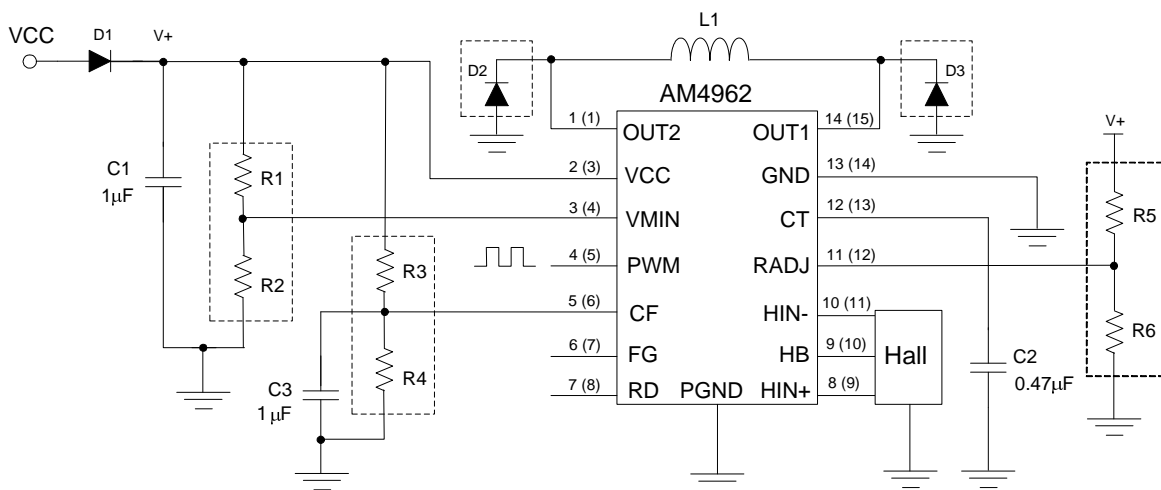 L1
VCC
D1
V+
D2
D3
AM4962
1 (1)
OUT2
OUT1
14 (15)
V+
C1
1μF
R1
2 (3)
VCC
GND
13 (14)
3 (4)
VMIN
CT
12 (13)
R5
R2
R3
4 (5)
PWM
RADJ
11 (12)
5 (6)
CF
HIN-
10 (11)
R6
C3
1μF
R4
6 (7)
FG
HB
9 (10)
Hall
C2
0.47μF
7 (8)
RD
PGND
HIN+
8 (9)